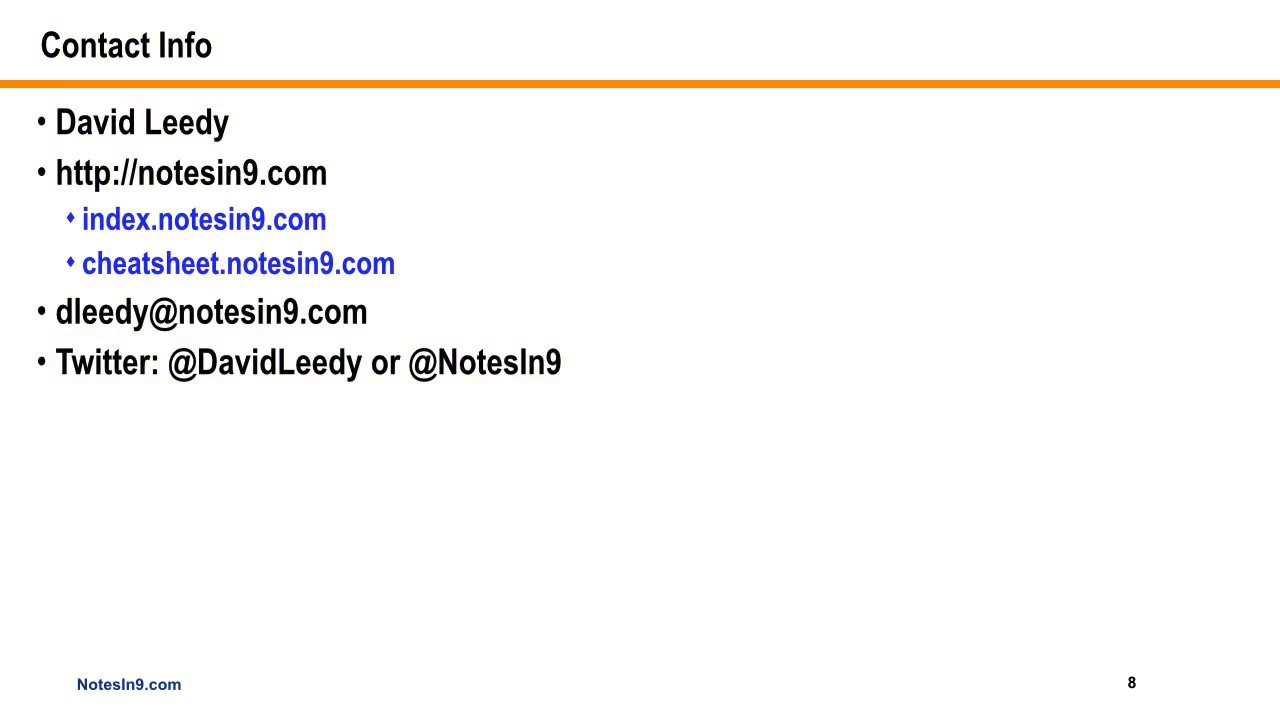 Contact Info
• David Leedy
• http://notesin9.com
♦ index.notesin9.com
♦ cheatsheet.notesin9.com
• dleedy@notesin9.com
• Twitter: @DavidLeedy or @NotesIn9
NotesIn9.com
8